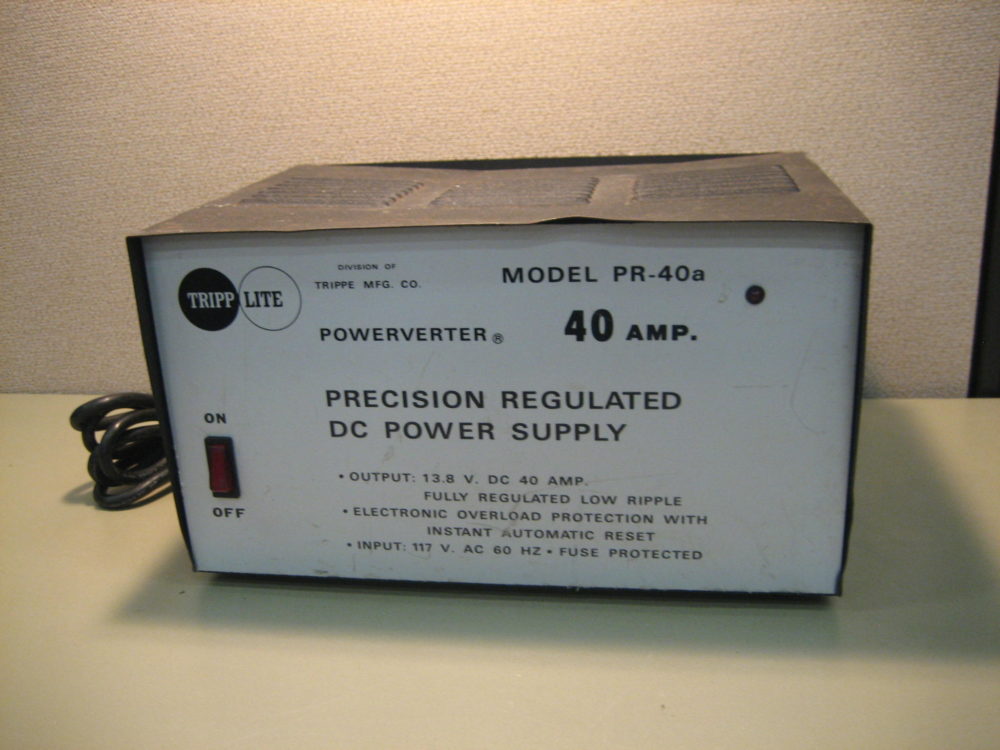 TRIPP LITE
DIVISION OF
TRIPPE MFG. CO.
MODEL PR-40a
POWERVERTER ®
40 AMP.
PRECISION REGULATED
DC POWER SUPPLY
ON
OFF
• OUTPUT: 13.8 V. DC 40 AMP.
FULLY REGULATED LOW RIPPLE
• ELECTRONIC OVERLOAD PROTECTION WITH
INSTANT AUTOMATIC RESET
• INPUT: 117 V. AC 60 HZ • FUSE PROTECTED